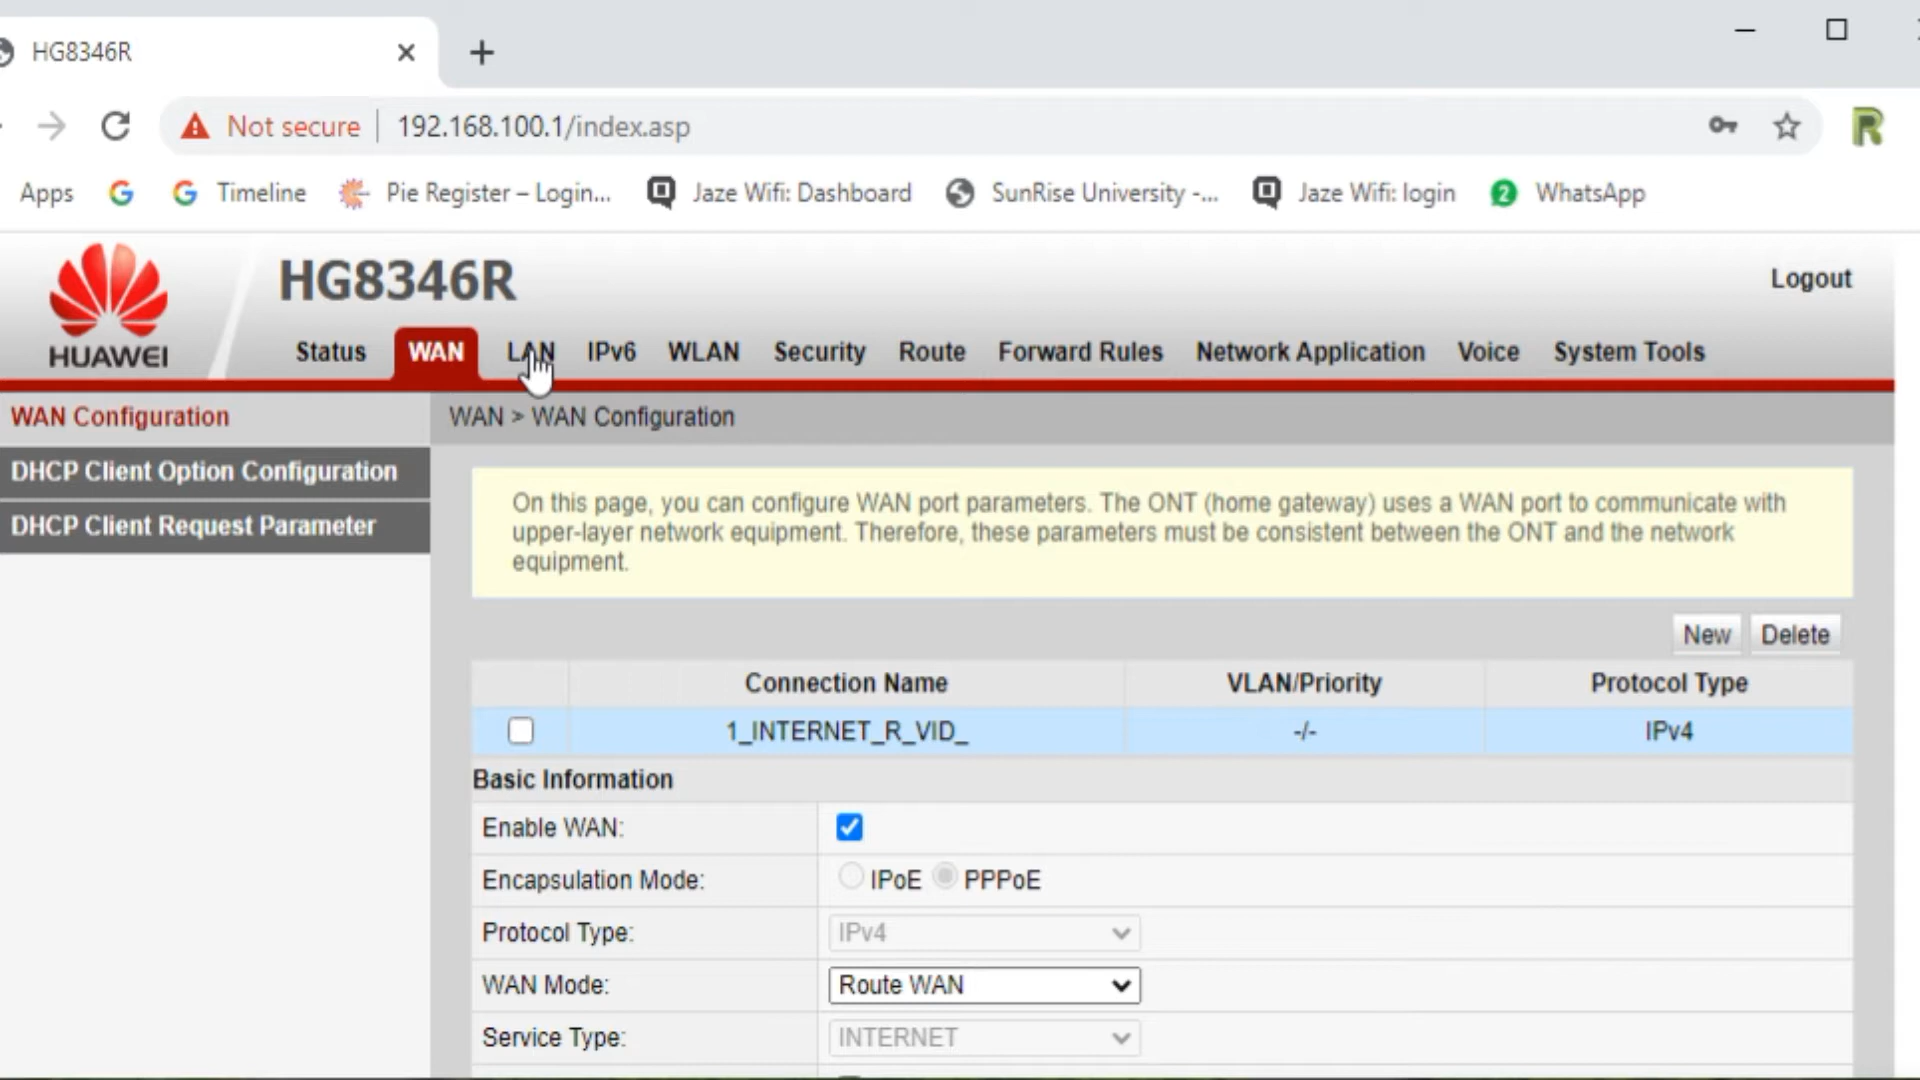 HG8346R
Not secure 192.168.100.1/index.asp
Apps Timeline Pie Register – Login... Jaze Wifi: Dashboard SunRise University -... Jaze Wifi: login 2 WhatsApp
HUAWEI
HG8346R
Logout
Status WAN LAN IPv6 WLAN Security Route Forward Rules Network Application Voice System Tools
WAN Configuration
DHCP Client Option Configuration
DHCP Client Request Parameter
WAN > WAN Configuration
On this page, you can configure WAN port parameters. The ONT (home gateway) uses a WAN port to communicate with
upper-layer network equipment. Therefore, these parameters must be consistent between the ONT and the network
equipment.
New Delete
Connection Name VLAN/Priority Protocol Type
1_INTERNET_R_VID_ -/- IPv4
Basic Information
Enable WAN:
Encapsulation Mode: IPoE PPPoE
Protocol Type: IPv4
WAN Mode: Route WAN
Service Type: INTERNET